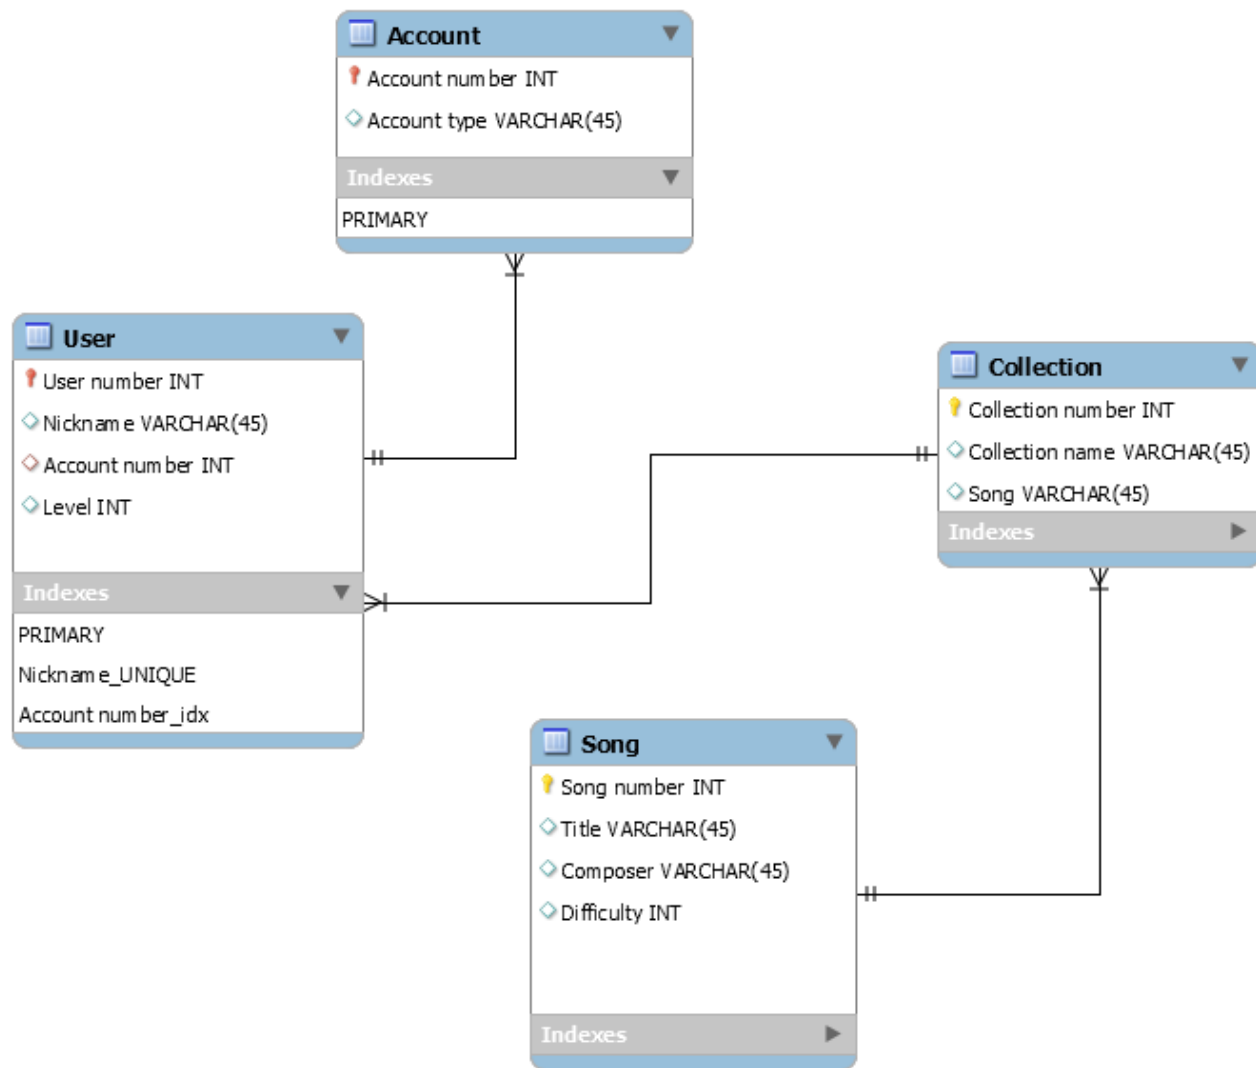 Account
Account number INT
Account type VARCHAR(45)
Indexes
PRIMARY
User
User number INT
Nickname VARCHAR(45)
Account number INT
Level INT
Indexes
PRIMARY
Nickname_UNIQUE
Account number_idx
Collection
Collection number INT
Collection name VARCHAR(45)
Song VARCHAR(45)
Indexes
Song
Song number INT
Title VARCHAR(45)
Composer VARCHAR(45)
Difficulty INT
Indexes